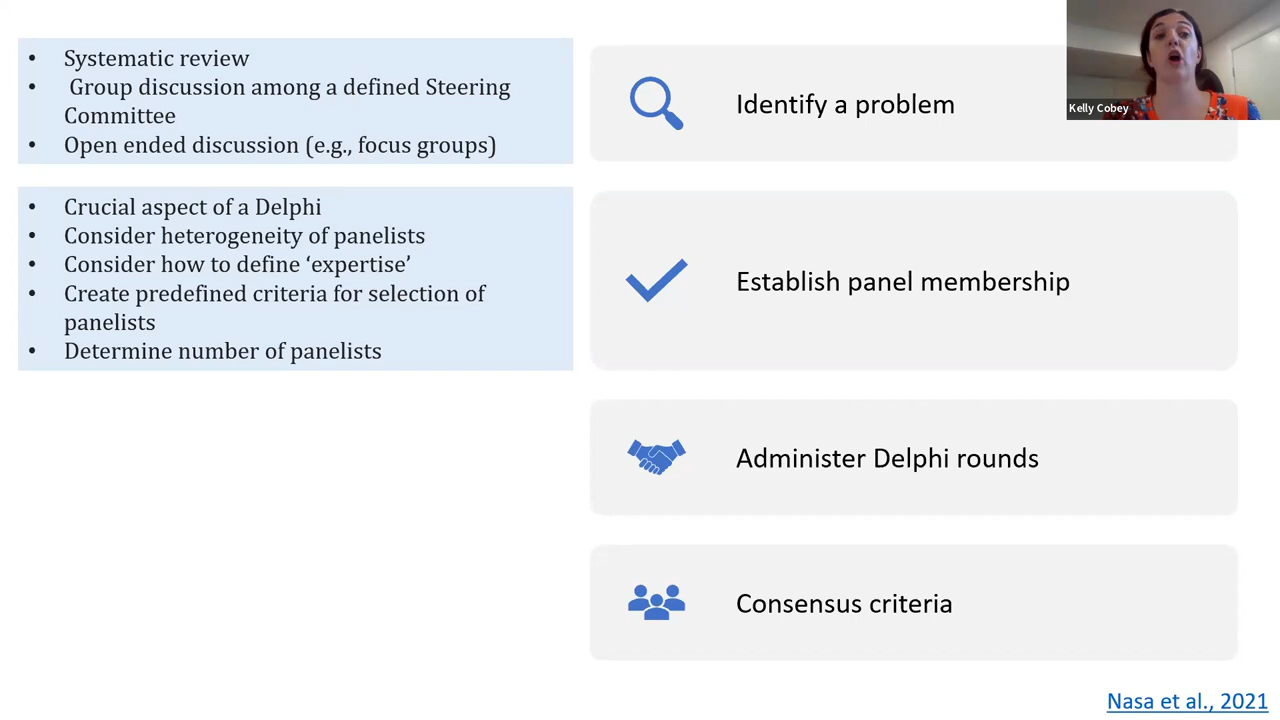 • Systematic review
• Group discussion among a defined Steering
Committee
• Open ended discussion (e.g., focus groups)
Identify a problem
Kelly Cobey
• Crucial aspect of a Delphi
• Consider heterogeneity of panelists
• Consider how to define ‘expertise’
• Create predefined criteria for selection of
panelists
• Determine number of panelists
Establish panel membership
Administer Delphi rounds
Consensus criteria
Nasa et al., 2021